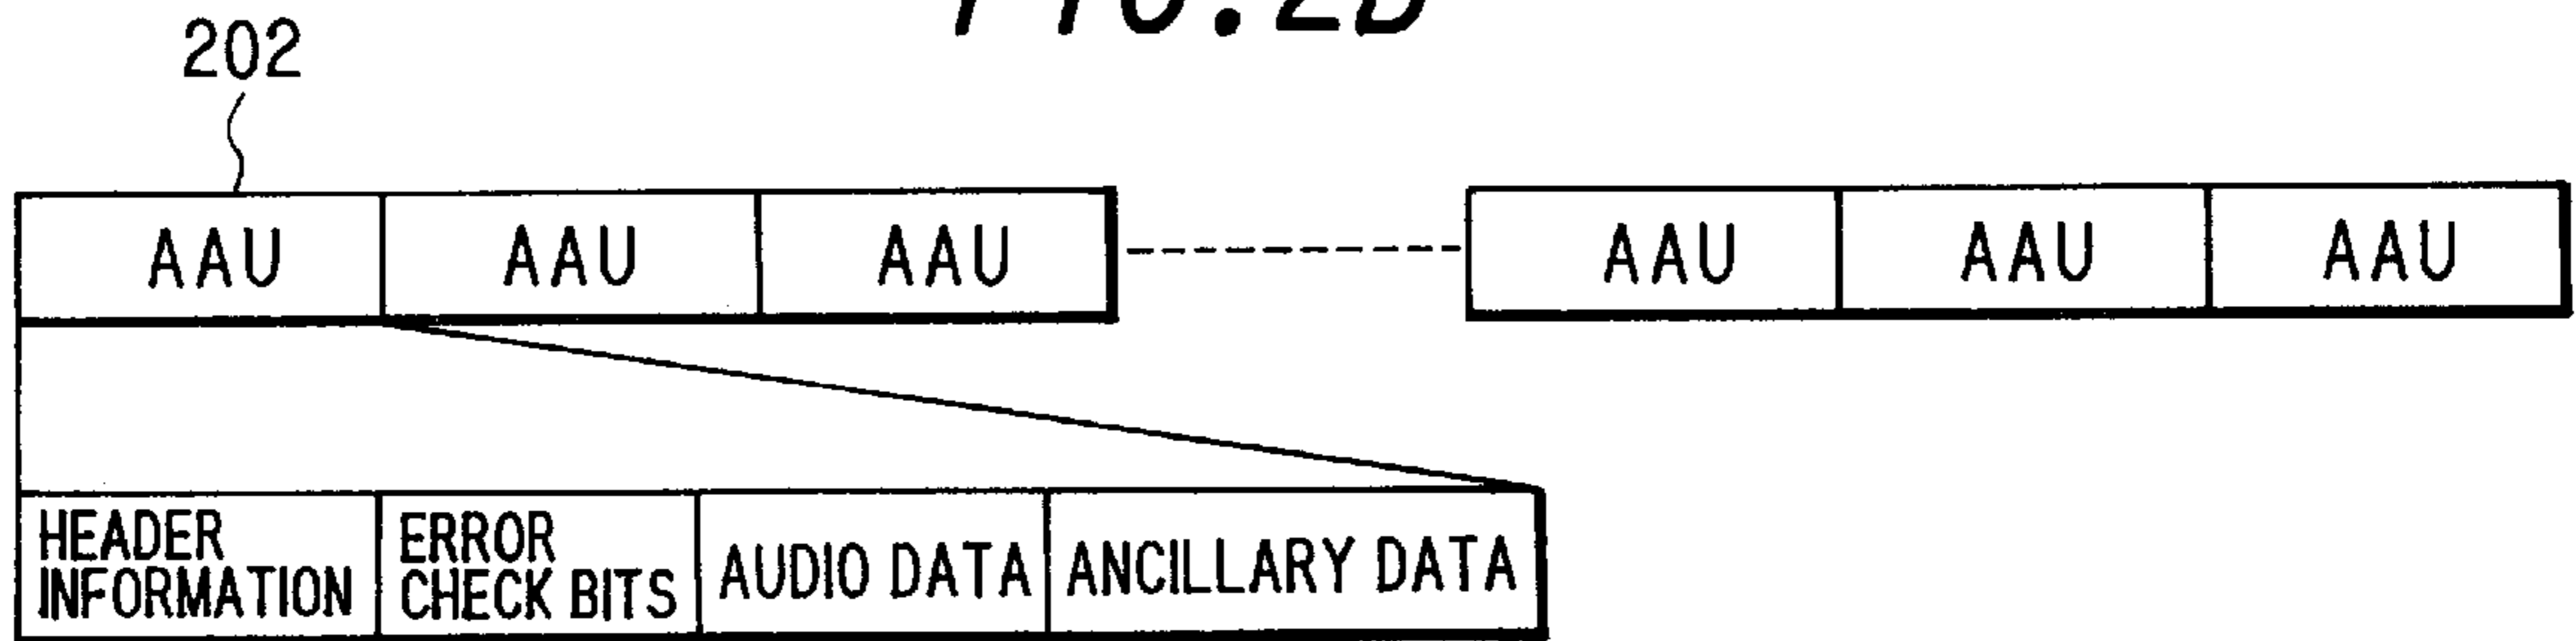 202
AAU AAU AAU AAU AAU AAU
HEADER INFORMATION
ERROR CHECK BITS
AUDIO DATA
ANCILLARY DATA